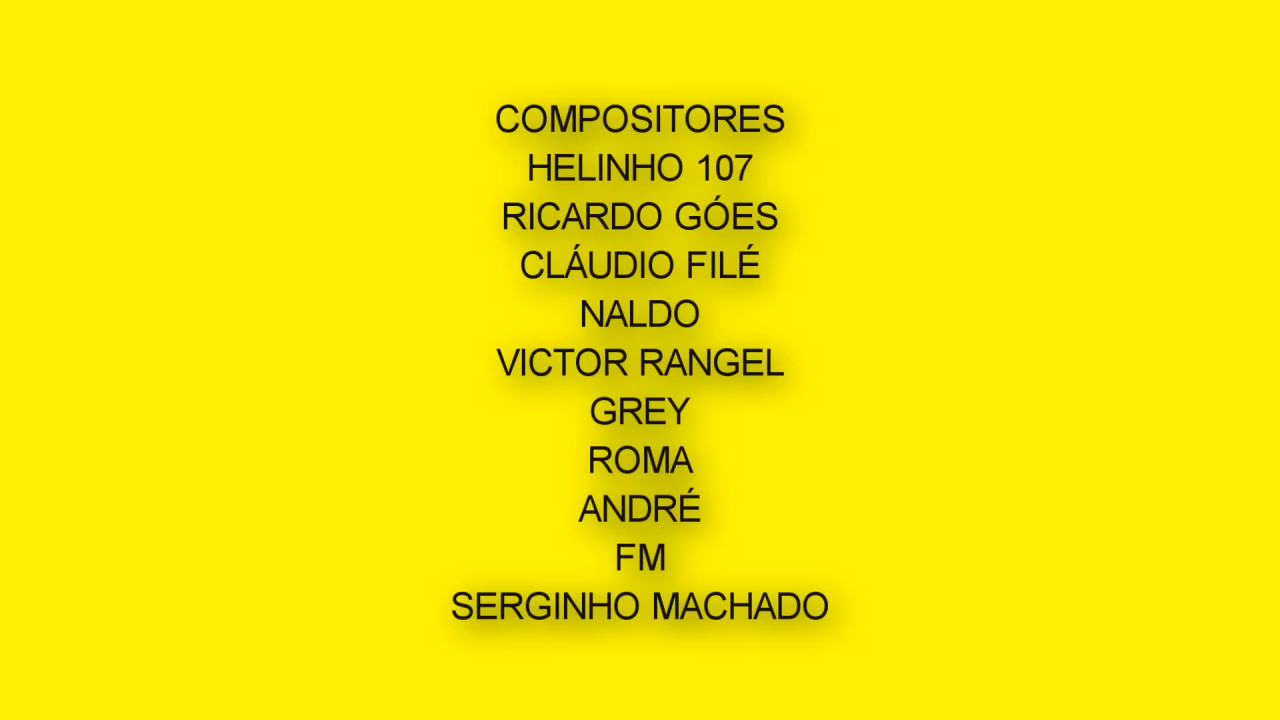 COMPOSITORES
HELINHO 107
RICARDO GÓES
CLÁUDIO FILÉ
NALDO
VICTOR RANGEL
GREY
ROMA
ANDRÉ
FM
SERGINHO MACHADO